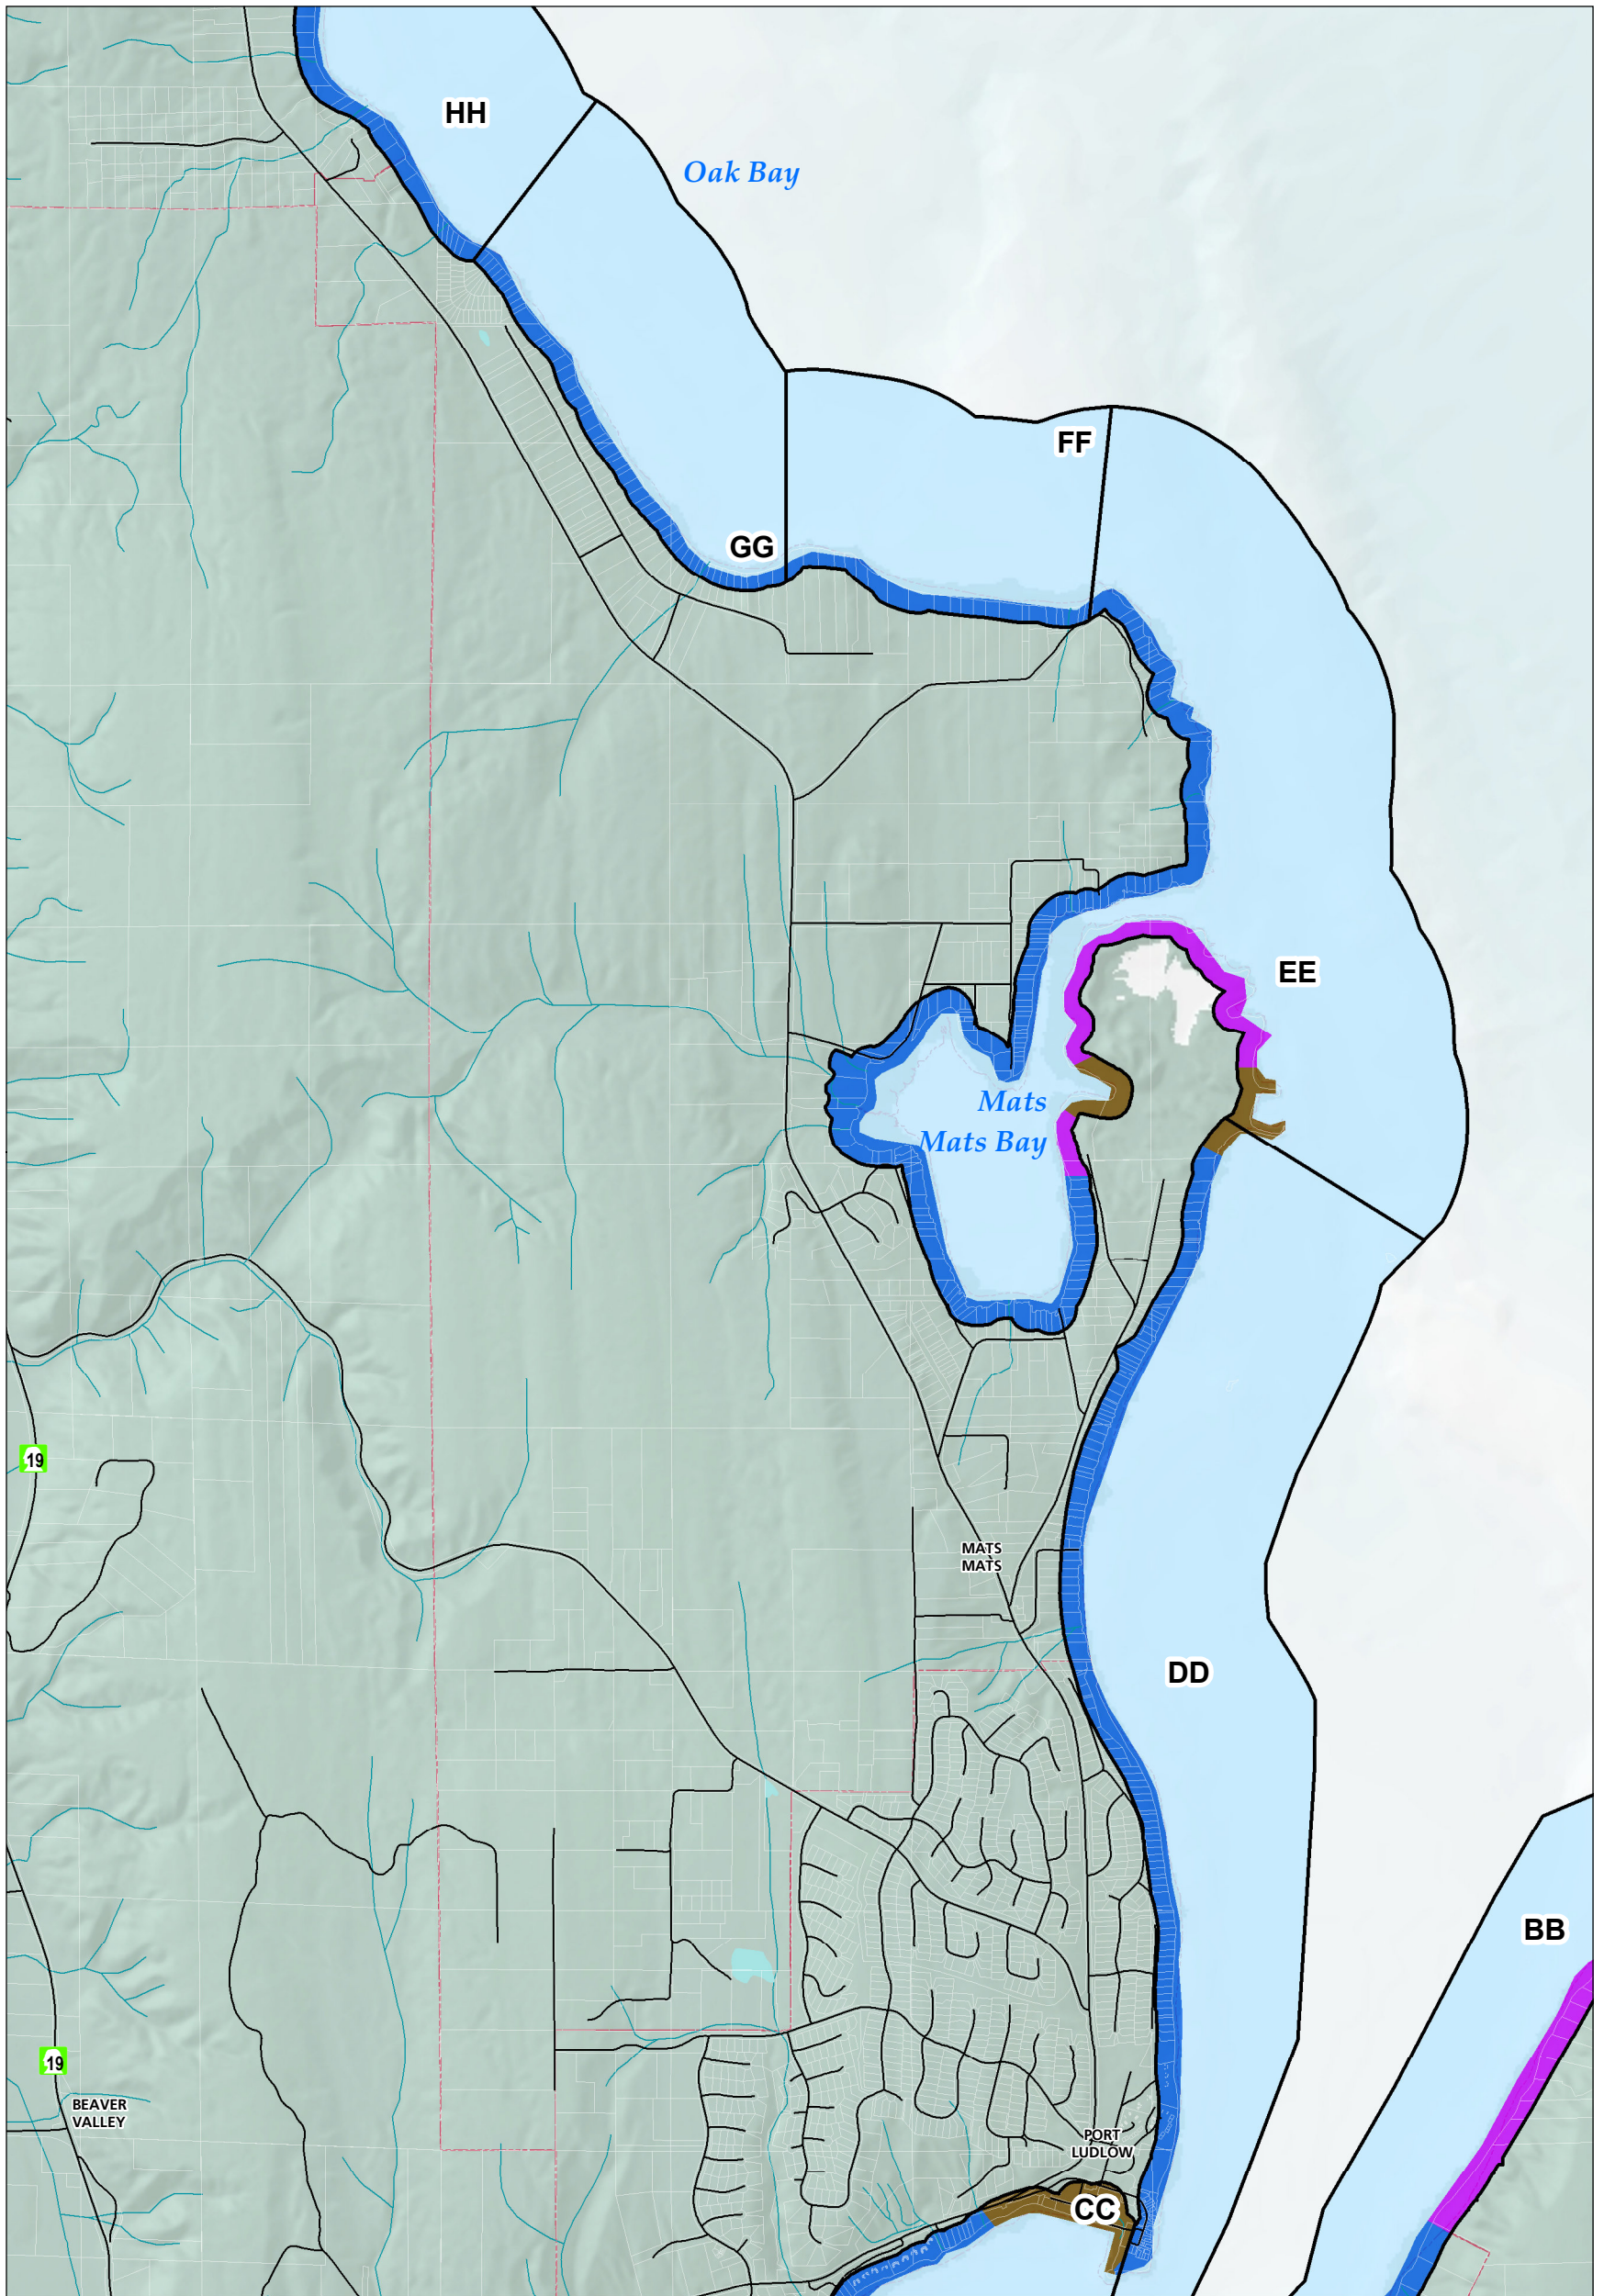 HH
Oak Bay
FF
GG
EE
Mats
Mats Bay
19
MATS
MATS
DD
BB
19
BEAVER
VALLEY
PORT
LUDLOW
CC